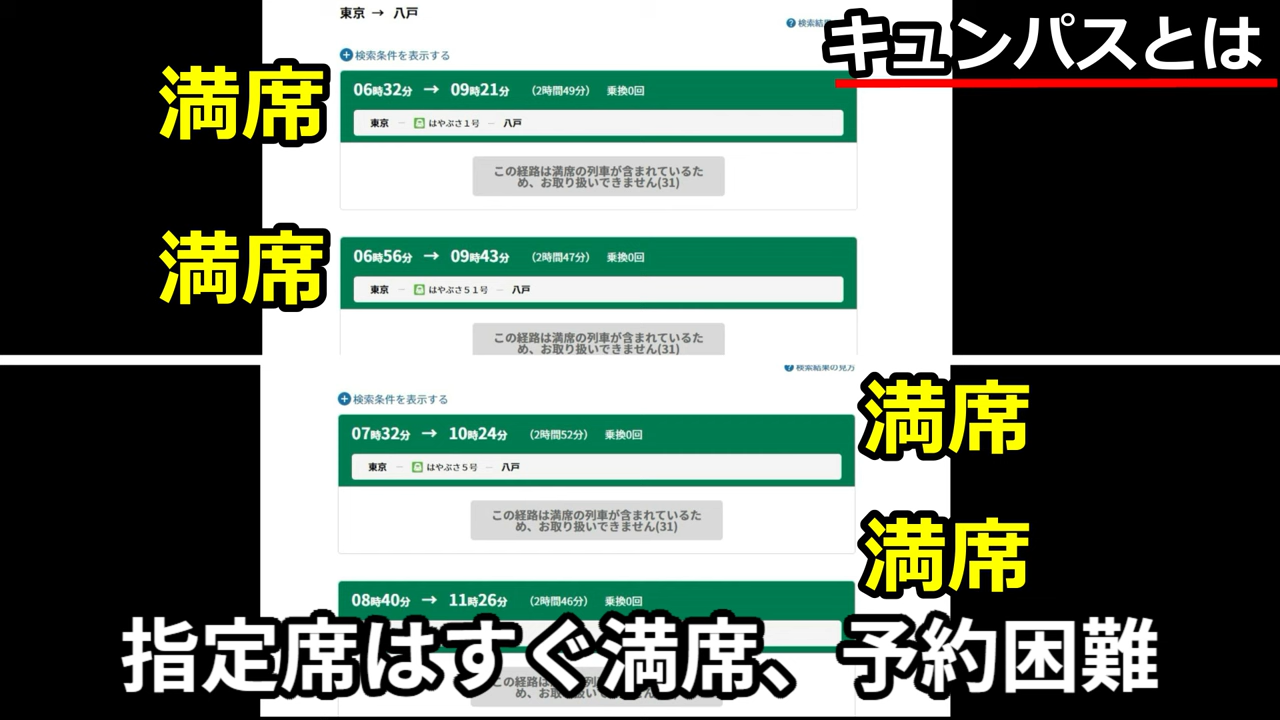 東京 → 八戸
検索結果
キュンパスとは
検索条件を表示する
満席
06時32分 → 09時21分 (2時間49分) 乗換0回
東京 － はやぶさ１号 － 八戸
この経路は満席の列車が含まれているた
め、お取り扱いできません(31)
満席
06時56分 → 09時43分 (2時間47分) 乗換0回
東京 － はやぶさ５１号 － 八戸
この経路は満席の列車が含まれているた
め、お取り扱いできません(31)
検索結果の見方
検索条件を表示する
満席
07時32分 → 10時24分 (2時間52分) 乗換0回
東京 － はやぶさ５号 － 八戸
この経路は満席の列車が含まれているた
め、お取り扱いできません(31)
満席
08時40分 → 11時26分 (2時間46分) 乗換0回
指定席はすぐ満席、予約困難